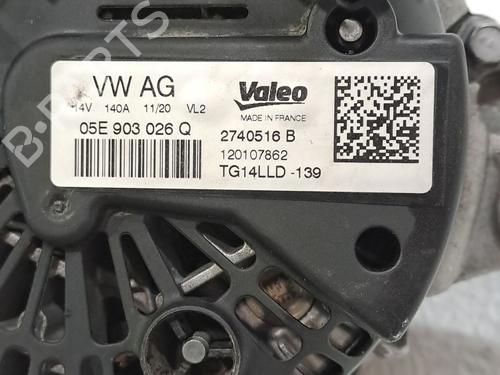 VW AG
14V 140A 11/20 VL2
05E 903 026 Q
Valeo
MADE IN FRANCE
2740516 B
120107862
TG14LLD -139
B-PARTS